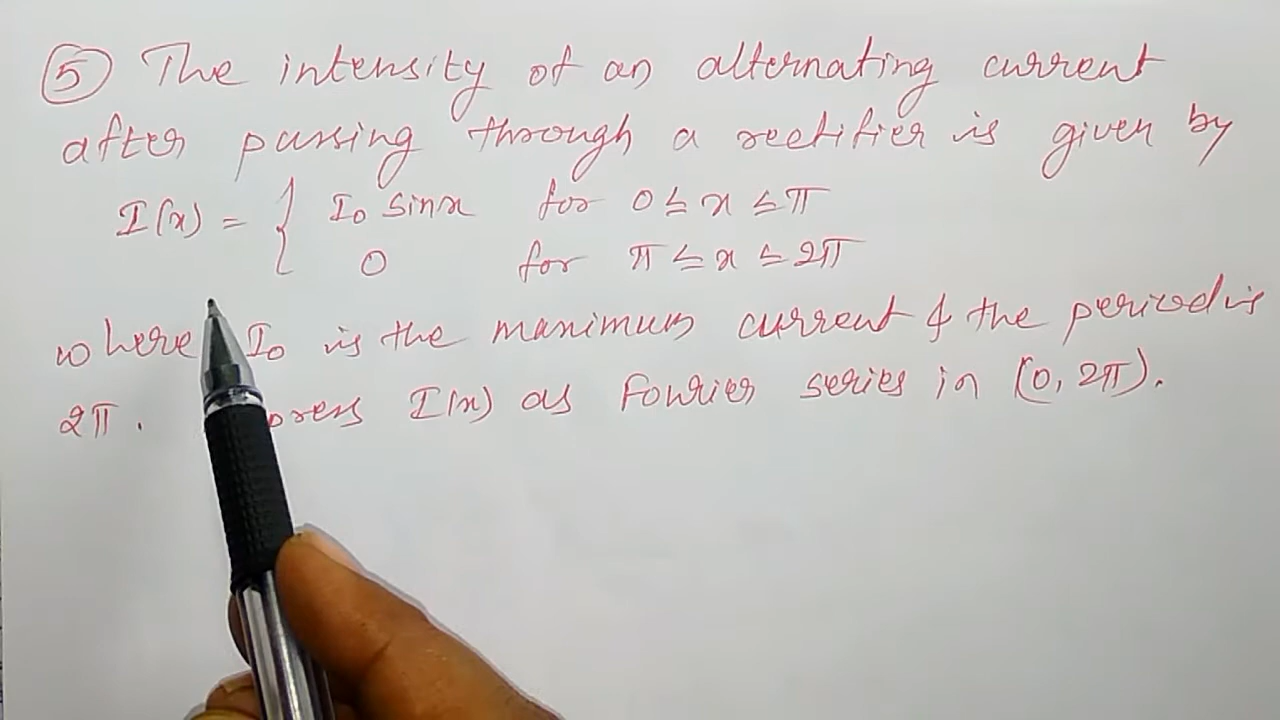 ⑤ The intensity of an alternating current
after passing through a rectifier is given by
I(x) = { I₀ sinx for 0 ≤ x ≤ π
0 for π ≤ x ≤ 2π
where I₀ is the maximum current & the period is
2π. press I(x) as Fourier series in (0, 2π).